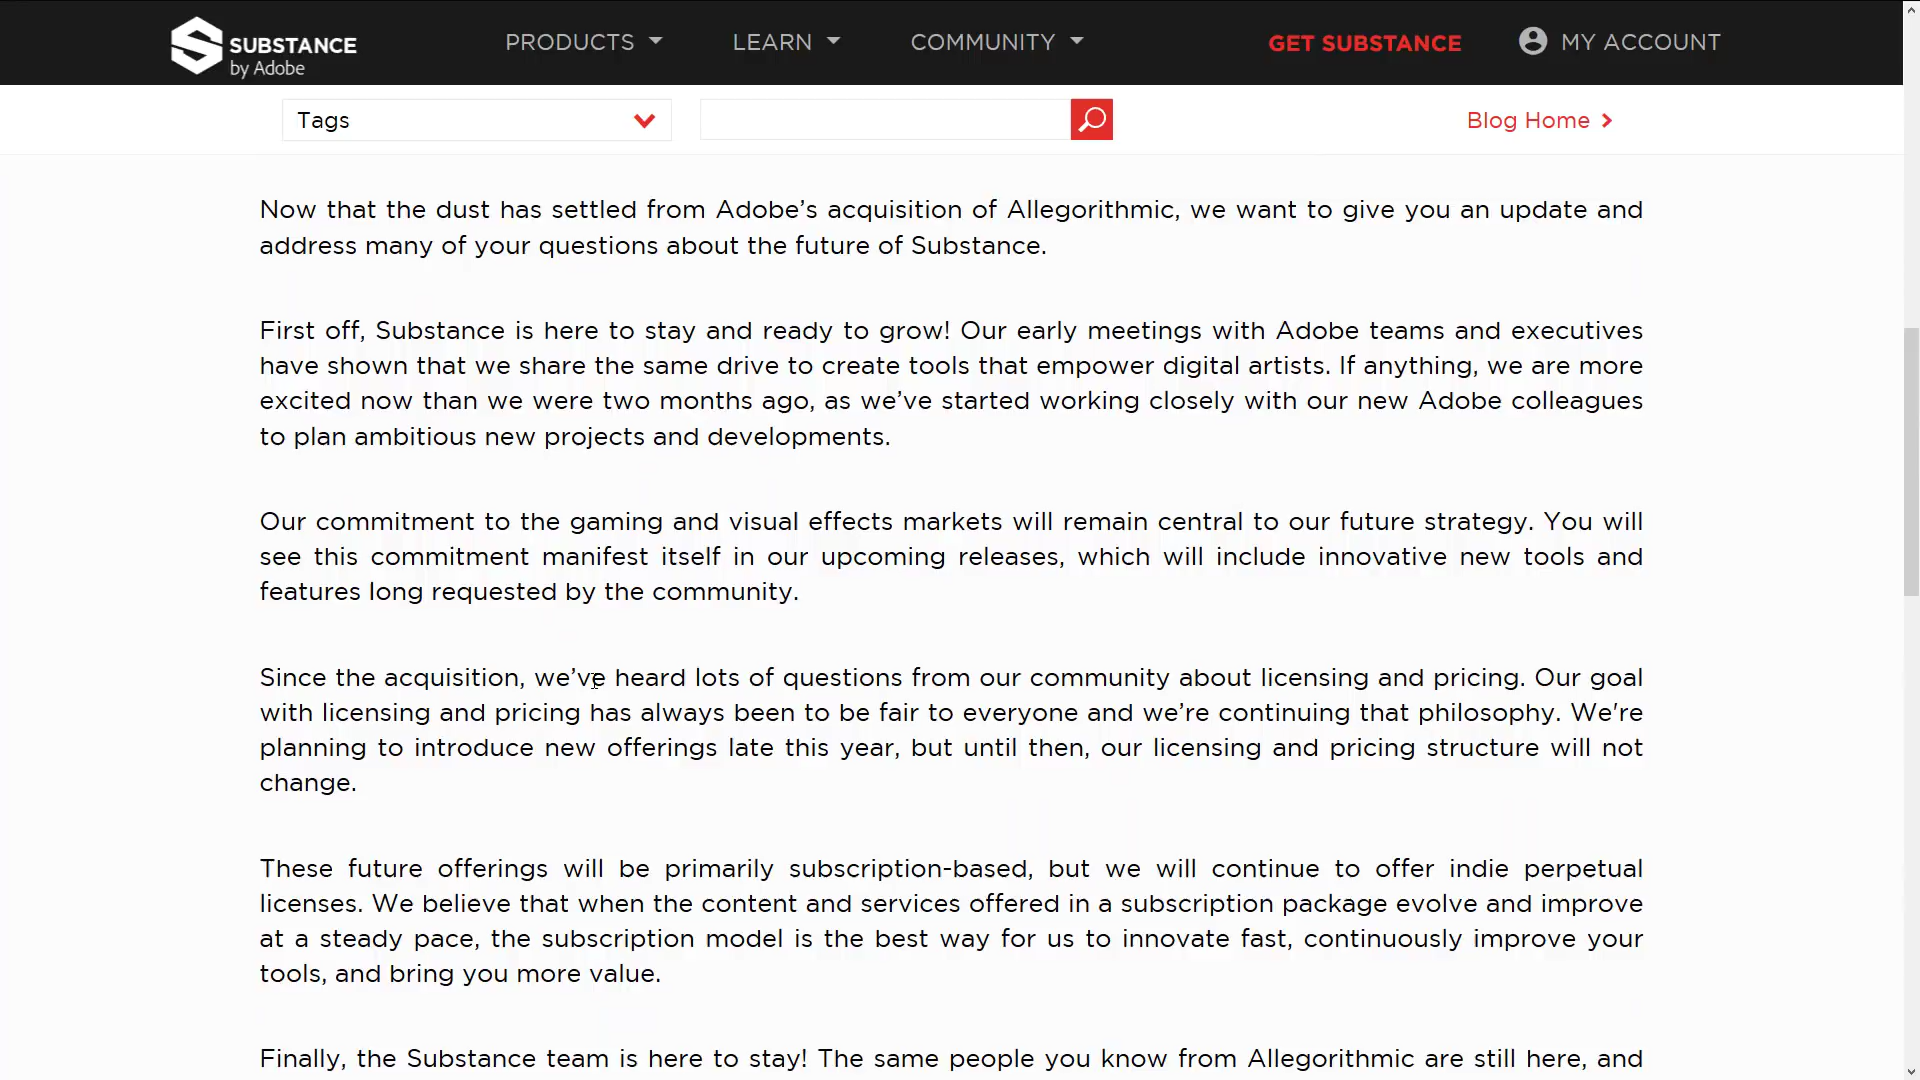 SUBSTANCE
by Adobe
PRODUCTS
LEARN
COMMUNITY
GET SUBSTANCE
MY ACCOUNT
Tags
Blog Home
Now that the dust has settled from Adobe’s acquisition of Allegorithmic, we want to give you an update and
address many of your questions about the future of Substance.
First off, Substance is here to stay and ready to grow! Our early meetings with Adobe teams and executives
have shown that we share the same drive to create tools that empower digital artists. If anything, we are more
excited now than we were two months ago, as we’ve started working closely with our new Adobe colleagues
to plan ambitious new projects and developments.
Our commitment to the gaming and visual effects markets will remain central to our future strategy. You will
see this commitment manifest itself in our upcoming releases, which will include innovative new tools and
features long requested by the community.
Since the acquisition, we’ve heard lots of questions from our community about licensing and pricing. Our goal
with licensing and pricing has always been to be fair to everyone and we’re continuing that philosophy. We're
planning to introduce new offerings late this year, but until then, our licensing and pricing structure will not
change.
These future offerings will be primarily subscription-based, but we will continue to offer indie perpetual
licenses. We believe that when the content and services offered in a subscription package evolve and improve
at a steady pace, the subscription model is the best way for us to innovate fast, continuously improve your
tools, and bring you more value.
Finally, the Substance team is here to stay! The same people you know from Allegorithmic are still here, and